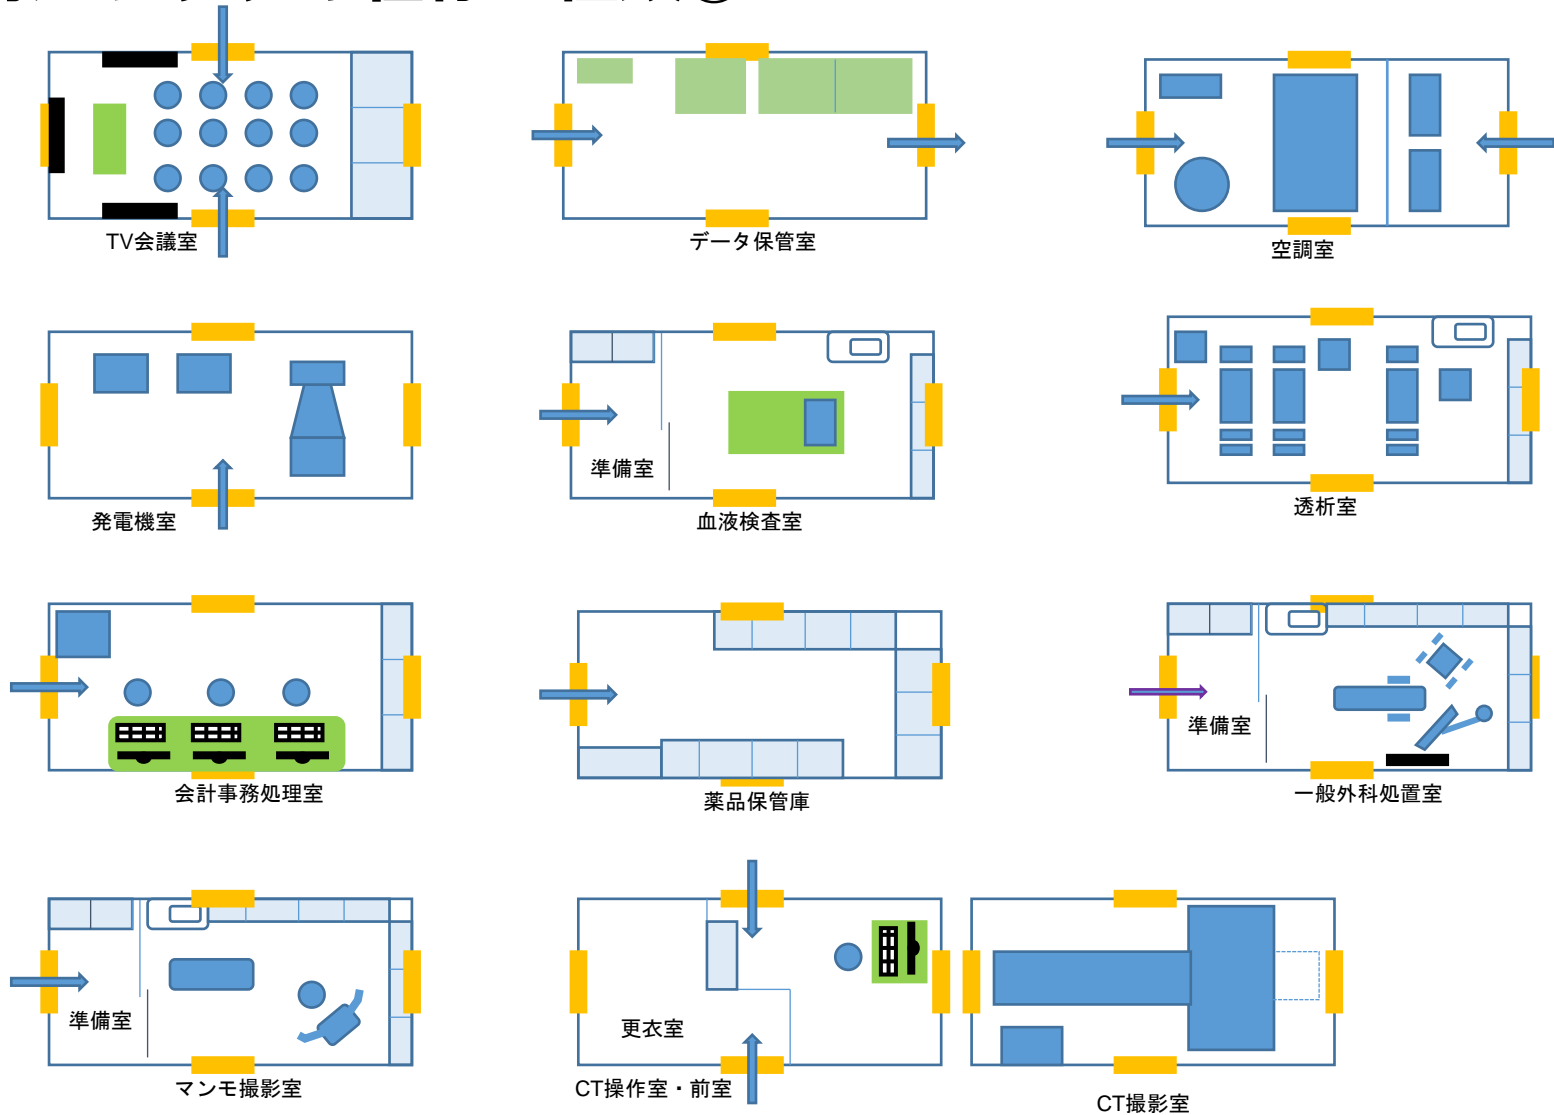 TV会議室
データ保管室
空調室
発電機室
準備室
血液検査室
透析室
会計事務処理室
薬品保管庫
準備室
一般外科処置室
準備室
マンモ撮影室
更衣室
CT操作室・前室
CT撮影室